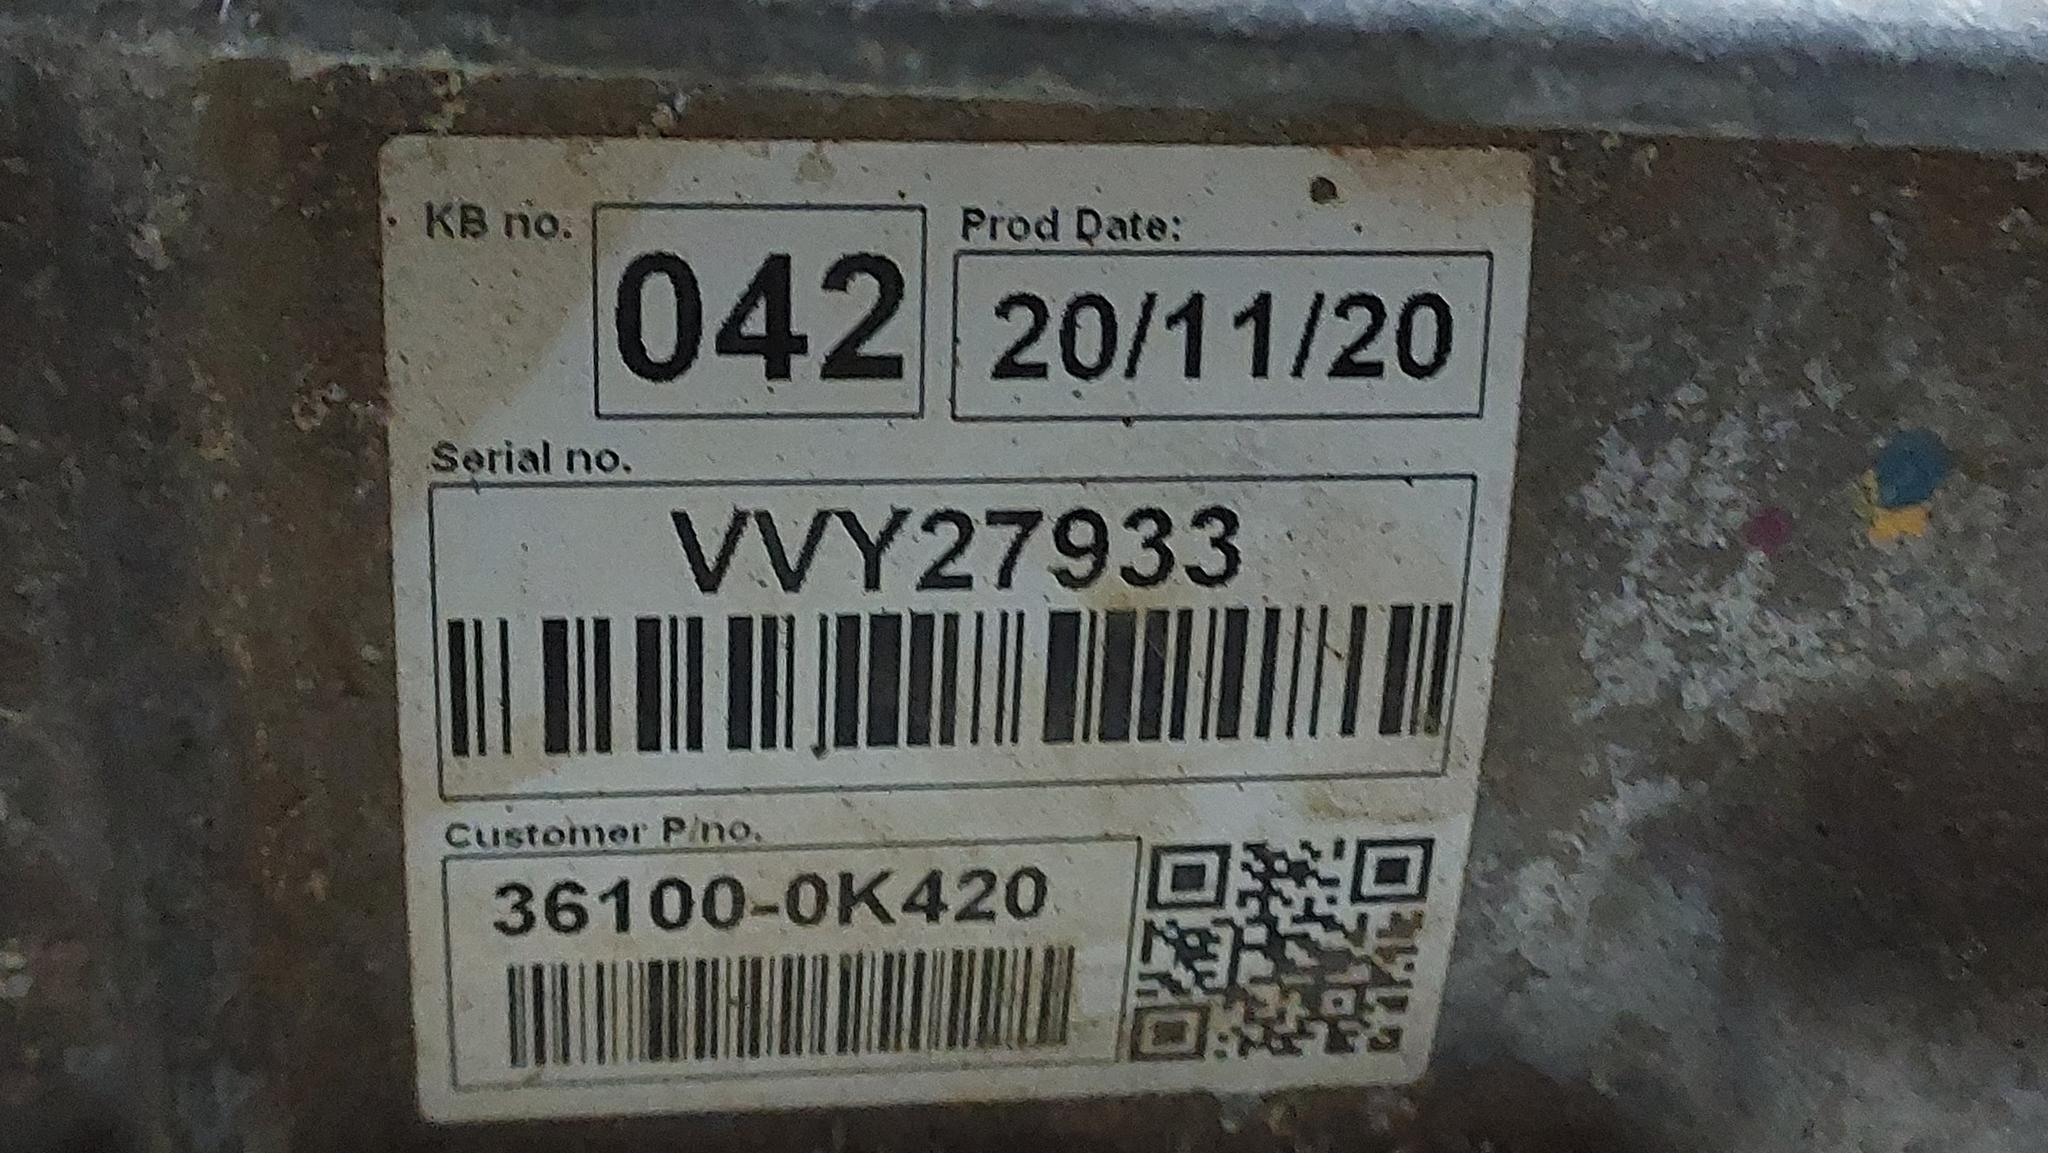 KB no.
042
Prod Date:
20/11/20
Serial no.
VVY27933
Customer P/no.
36100-0K420